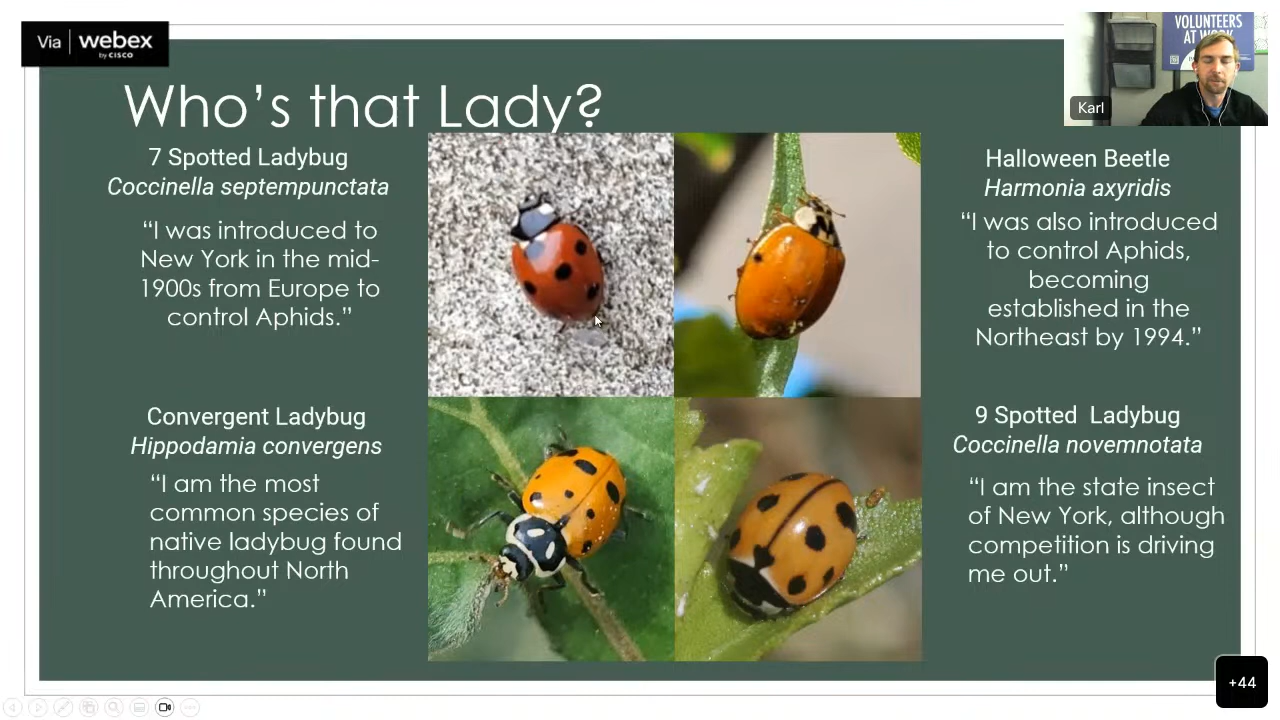 Via webex
by CISCO
VOLUNTEERS
AT WORK
Karl
Who's that Lady?
7 Spotted Ladybug
Coccinella septempunctata
“I was introduced to
New York in the mid-
1900s from Europe to
control Aphids.”
Halloween Beetle
Harmonia axyridis
“I was also introduced
to control Aphids,
becoming
established in the
Northeast by 1994.”
Convergent Ladybug
Hippodamia convergens
“I am the most
common species of
native ladybug found
throughout North
America.”
9 Spotted  Ladybug
Coccinella novemnotata
“I am the state insect
of New York, although
competition is driving
me out.”
+44